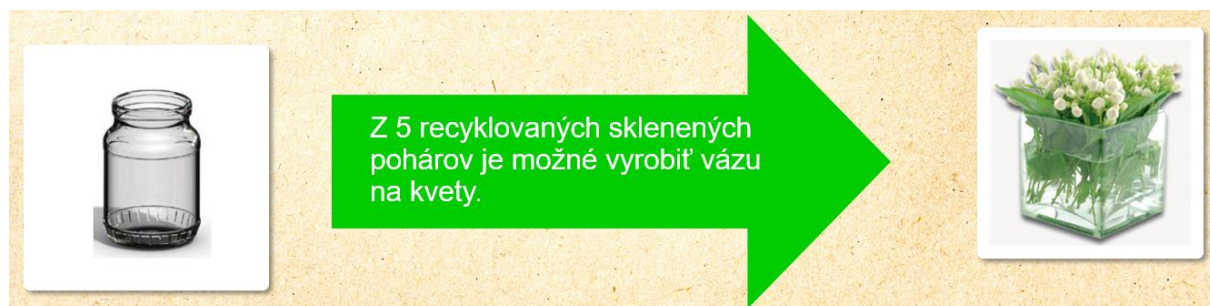 Z 5 recyklovaných sklenených
pohárov je možné vyrobiť vázu
na kvety.